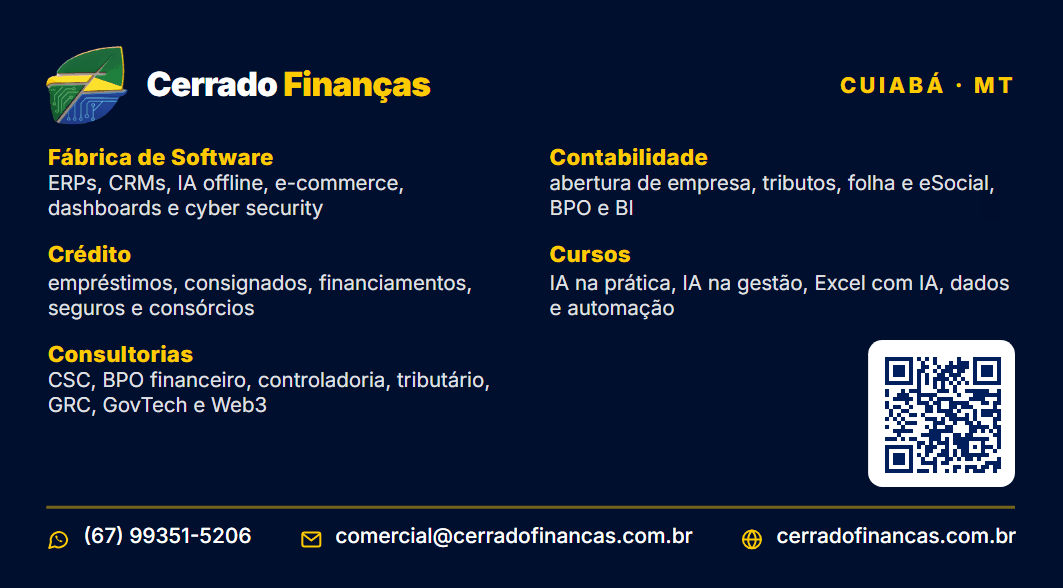 Cerrado Finanças
CUIABÁ · MT
Fábrica de Software
ERPs, CRMs, IA offline, e-commerce,
dashboards e cyber security
Contabilidade
abertura de empresa, tributos, folha e eSocial,
BPO e BI
Crédito
empréstimos, consignados, financiamentos,
seguros e consórcios
Cursos
IA na prática, IA na gestão, Excel com IA, dados
e automação
Consultorias
CSC, BPO financeiro, controladoria, tributário,
GRC, GovTech e Web3
(67) 99351-5206
comercial@cerradofinancas.com.br
cerradofinancas.com.br